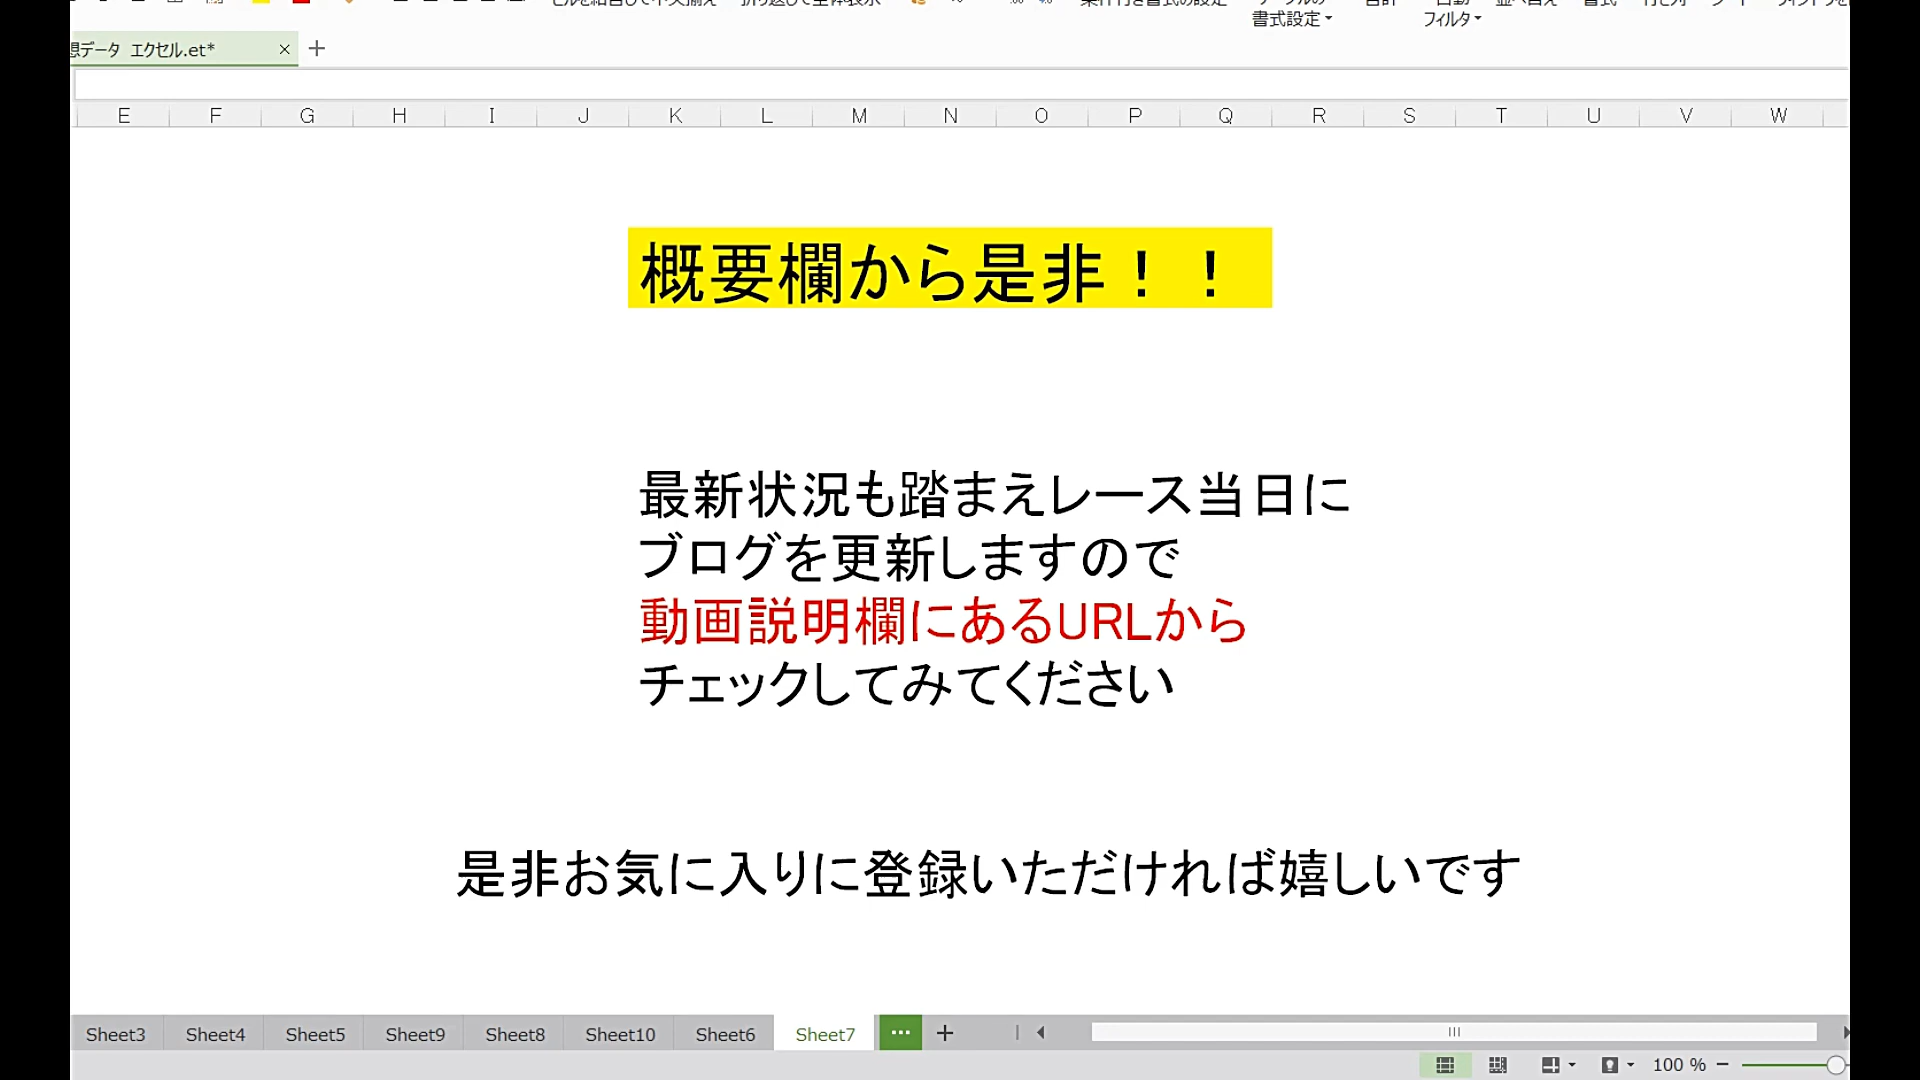 書式設定
フィルタ
想データ エクセル.et*
E F G H I J K L M N O P Q R S T U V W
概要欄から是非！！
最新状況も踏まえレース当日に
ブログを更新しますので
動画説明欄にあるURLから
チェックしてみてください
是非お気に入りに登録いただければ嬉しいです
Sheet3 Sheet4 Sheet5 Sheet9 Sheet8 Sheet10 Sheet6 Sheet7
100 %